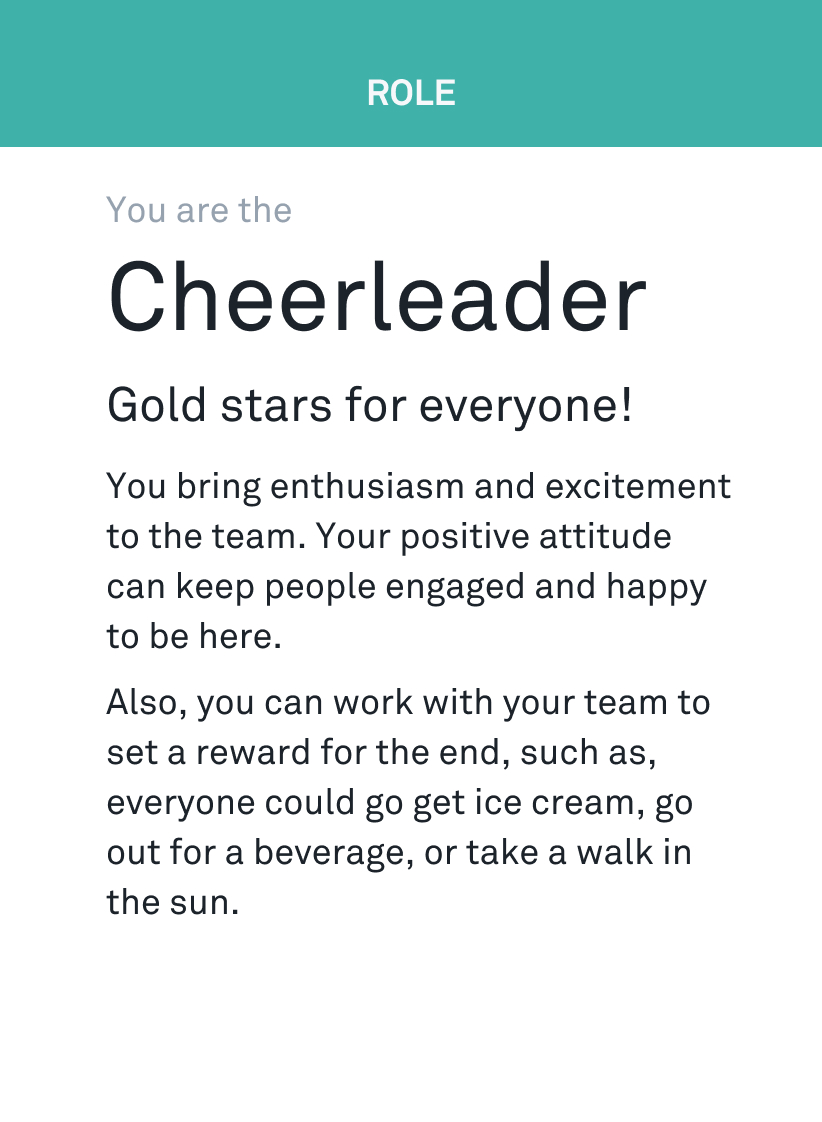 ROLE
You are the
Cheerleader
Gold stars for everyone!
You bring enthusiasm and excitement
to the team. Your positive attitude
can keep people engaged and happy
to be here.
Also, you can work with your team to
set a reward for the end, such as,
everyone could go get ice cream, go
out for a beverage, or take a walk in
the sun.